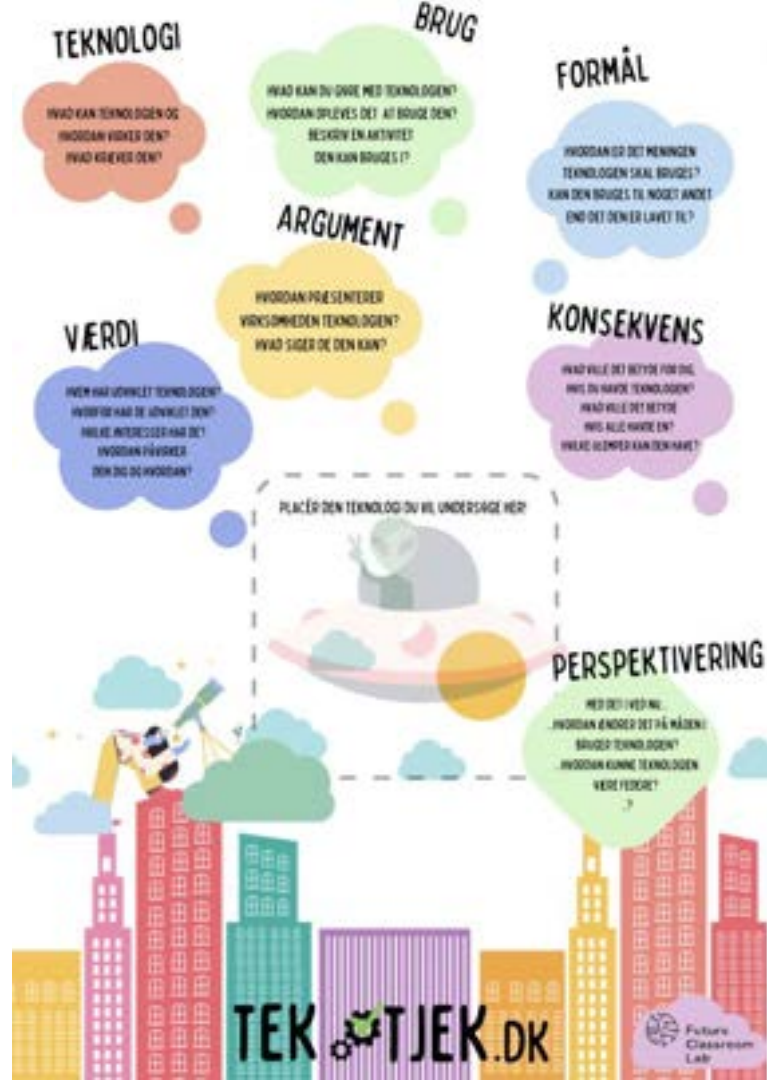 TEKNOLOGI
HVAD KAN TEKNOLOGIEN OG
HVORDAN VIRKER DEN?
HVAD KRÆVER DEN?
BRUG
HVAD KAN DU GØRE MED TEKNOLOGIEN?
HVORDAN OPLEVES DET AT BRUGE DEN?
BESKRIV EN AKTIVITET
DEN KAN BRUGES I?
FORMÅL
HVORDAN ER DET MENINGEN
TEKNOLOGIEN SKAL BRUGES?
KAN DEN BRUGES TIL NOGET ANDET
END DET DEN ER LAVET TIL?
ARGUMENT
HVORDAN PRÆSENTERER
VIRKSOMHEDEN TEKNOLOGIEN?
HVAD SIGER DE DEN KAN?
VÆRDI
HVEM HAR UDVIKLET TEKNOLOGIEN?
HVORFOR HAR DE UDVIKLET DEN?
HVILKE INTERESSER HAR DE?
HVORDAN PÅVIRKER
DEN DIG OG HVORDAN?
KONSEKVENS
HVAD VILLE DET BETYDE FOR DIG,
HVIS DU HAVDE TEKNOLOGIEN?
HVAD VILLE DET BETYDE
HVIS ALLE HAVDE EN?
HVILKE ULEMPER KAN DEN HAVE?
PLACÉR DEN TEKNOLOGI DU VIL UNDERSØGE HER!
PERSPEKTIVERING
MED DET I VED NU..
..HVORDAN ÆNDRER DET PÅ MÅDEN I
BRUGER TEKNOLOGIEN?
..HVORDAN KUNNE TEKNOLOGIEN
VÆRE FEDERE?
..?
TEK TJEK.DK
Future
Classroom
Lab